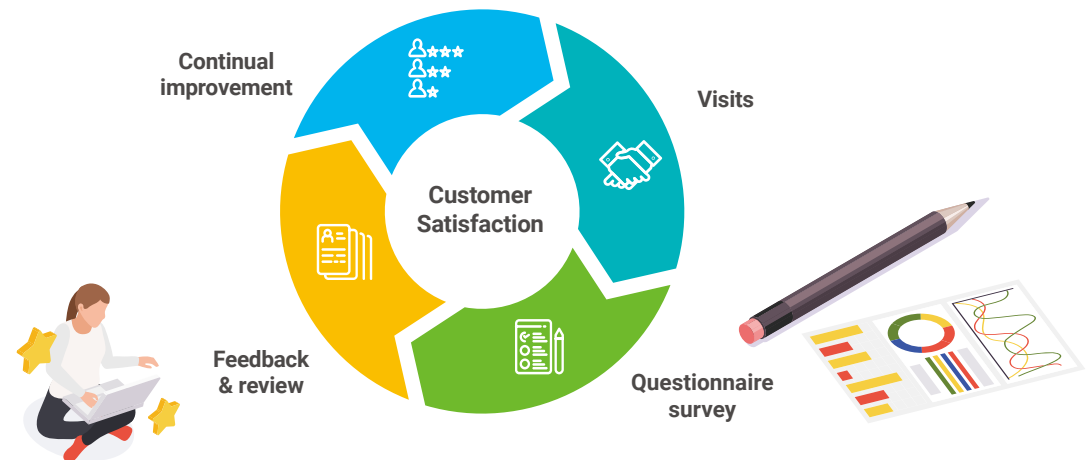 Continual
improvement
Visits
Customer
Satisfaction
Feedback
& review
Questionnaire
survey